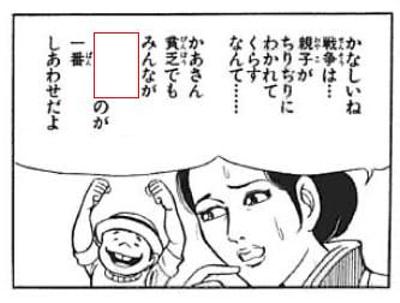 かなしいね
戦争は…
親子が
ちりぢりに
わかれて
くらす
なんて……
かあさん
貧乏でも
みんなが
のが
一番
しあわせだよ